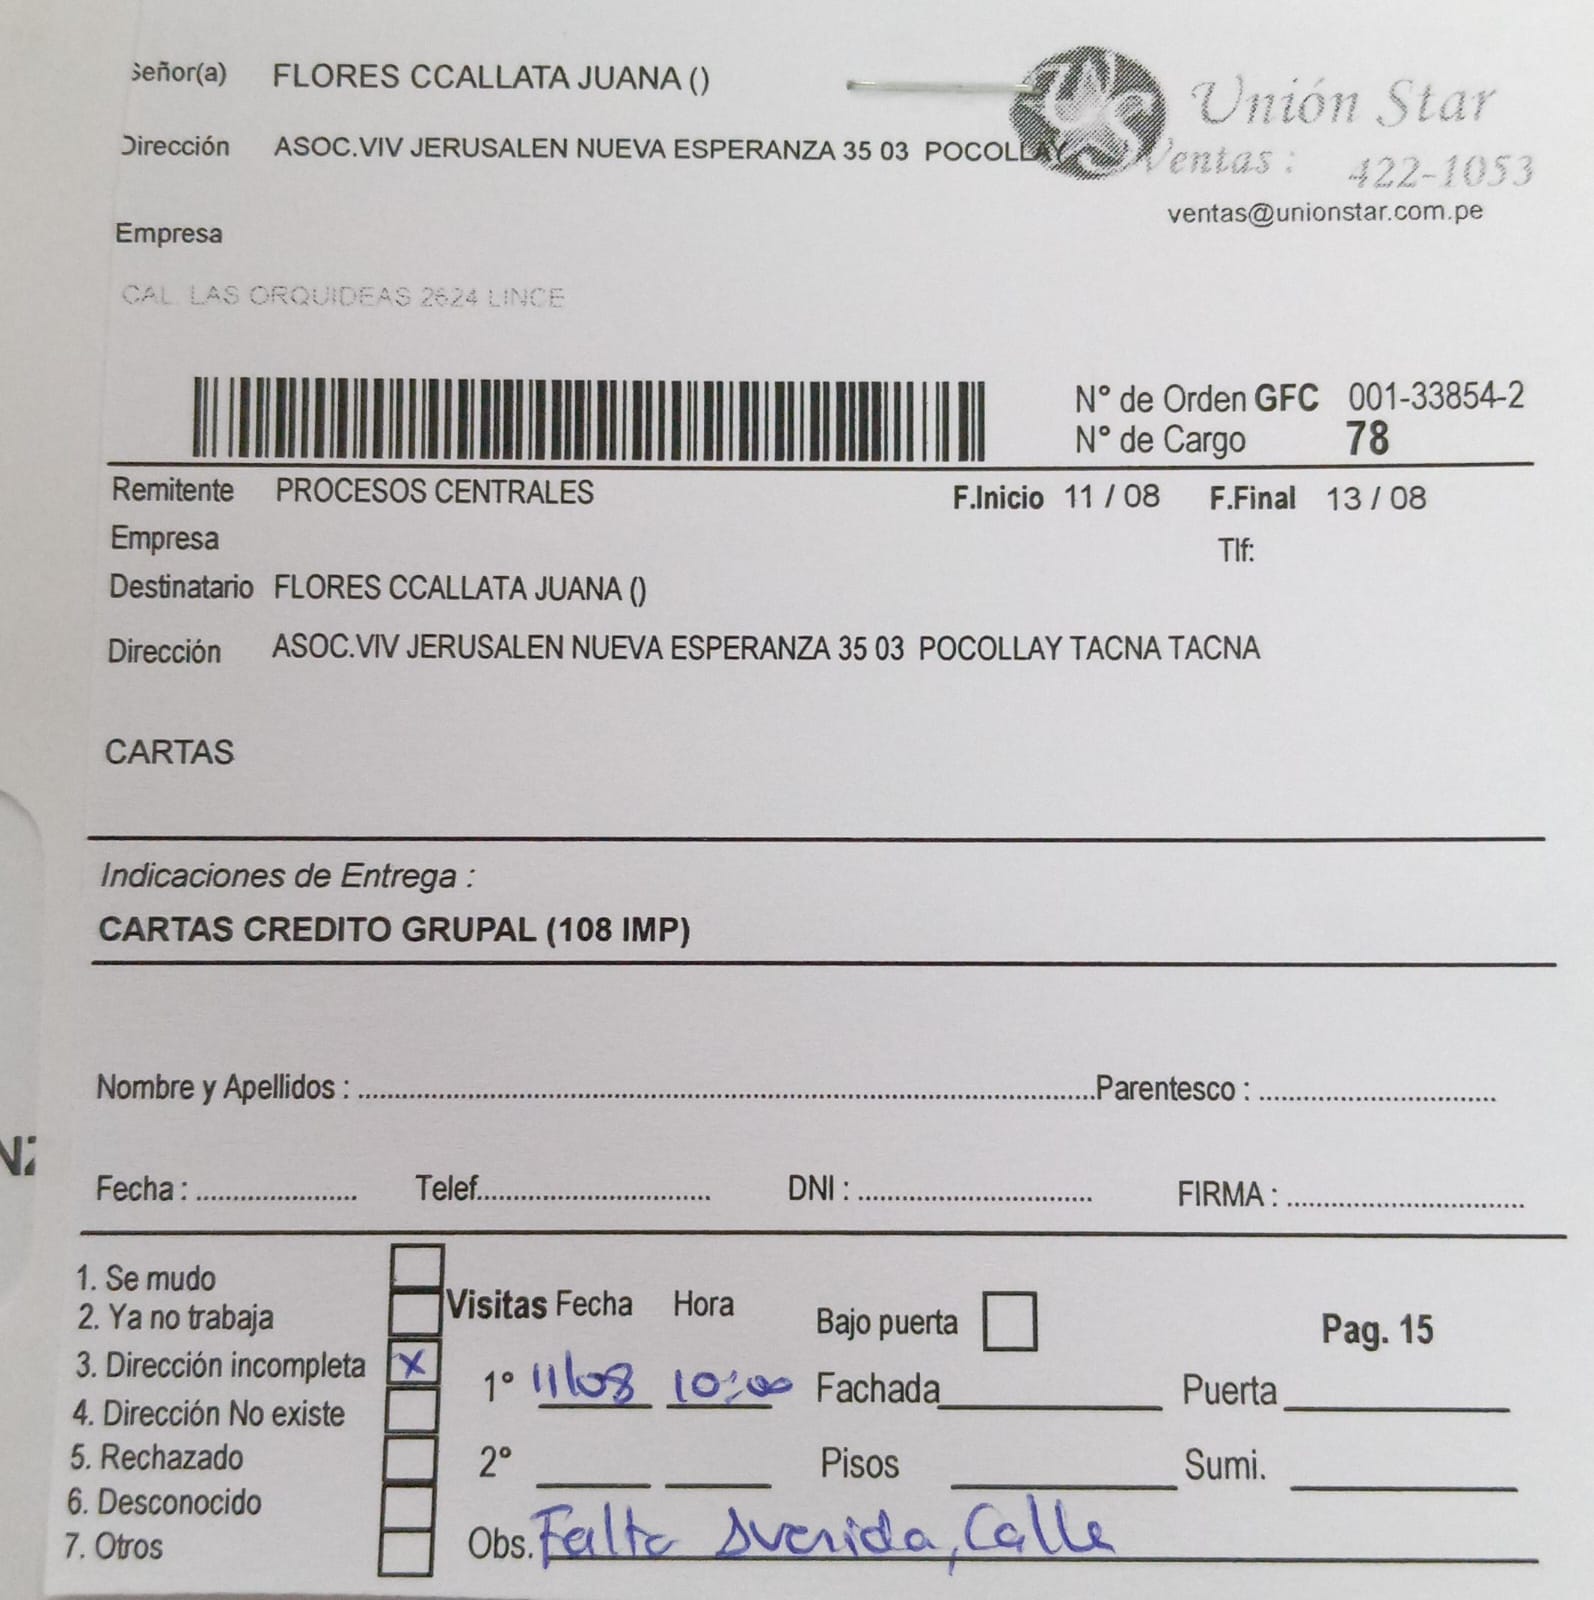 Señor(a) FLORES CCALLATA JUANA ()
Unión Star
Dirección ASOC.VIV JERUSALEN NUEVA ESPERANZA 35 03 POCOLLAY
Ventas : 422-1053
ventas@unionstar.com.pe
Empresa
CAL. LAS ORQUIDEAS 2624 LINCE
N° de Orden GFC 001-33854-2
N° de Cargo 78
Remitente PROCESOS CENTRALES F.Inicio 11 / 08 F.Final 13 / 08
Empresa Tlf:
Destinatario FLORES CCALLATA JUANA ()
Dirección ASOC.VIV JERUSALEN NUEVA ESPERANZA 35 03 POCOLLAY TACNA TACNA
CARTAS
Indicaciones de Entrega :
CARTAS CREDITO GRUPAL (108 IMP)
Nombre y Apellidos : Parentesco :
Fecha : Telef. DNI : FIRMA :
1. Se mudo
2. Ya no trabaja
3. Dirección incompleta X
4. Dirección No existe
5. Rechazado
6. Desconocido
7. Otros
Visitas Fecha Hora Bajo puerta Pag. 15
1° 11/08 10:00 Fachada Puerta
2° Pisos Sumi.
Obs. Falta Avenida, Calle